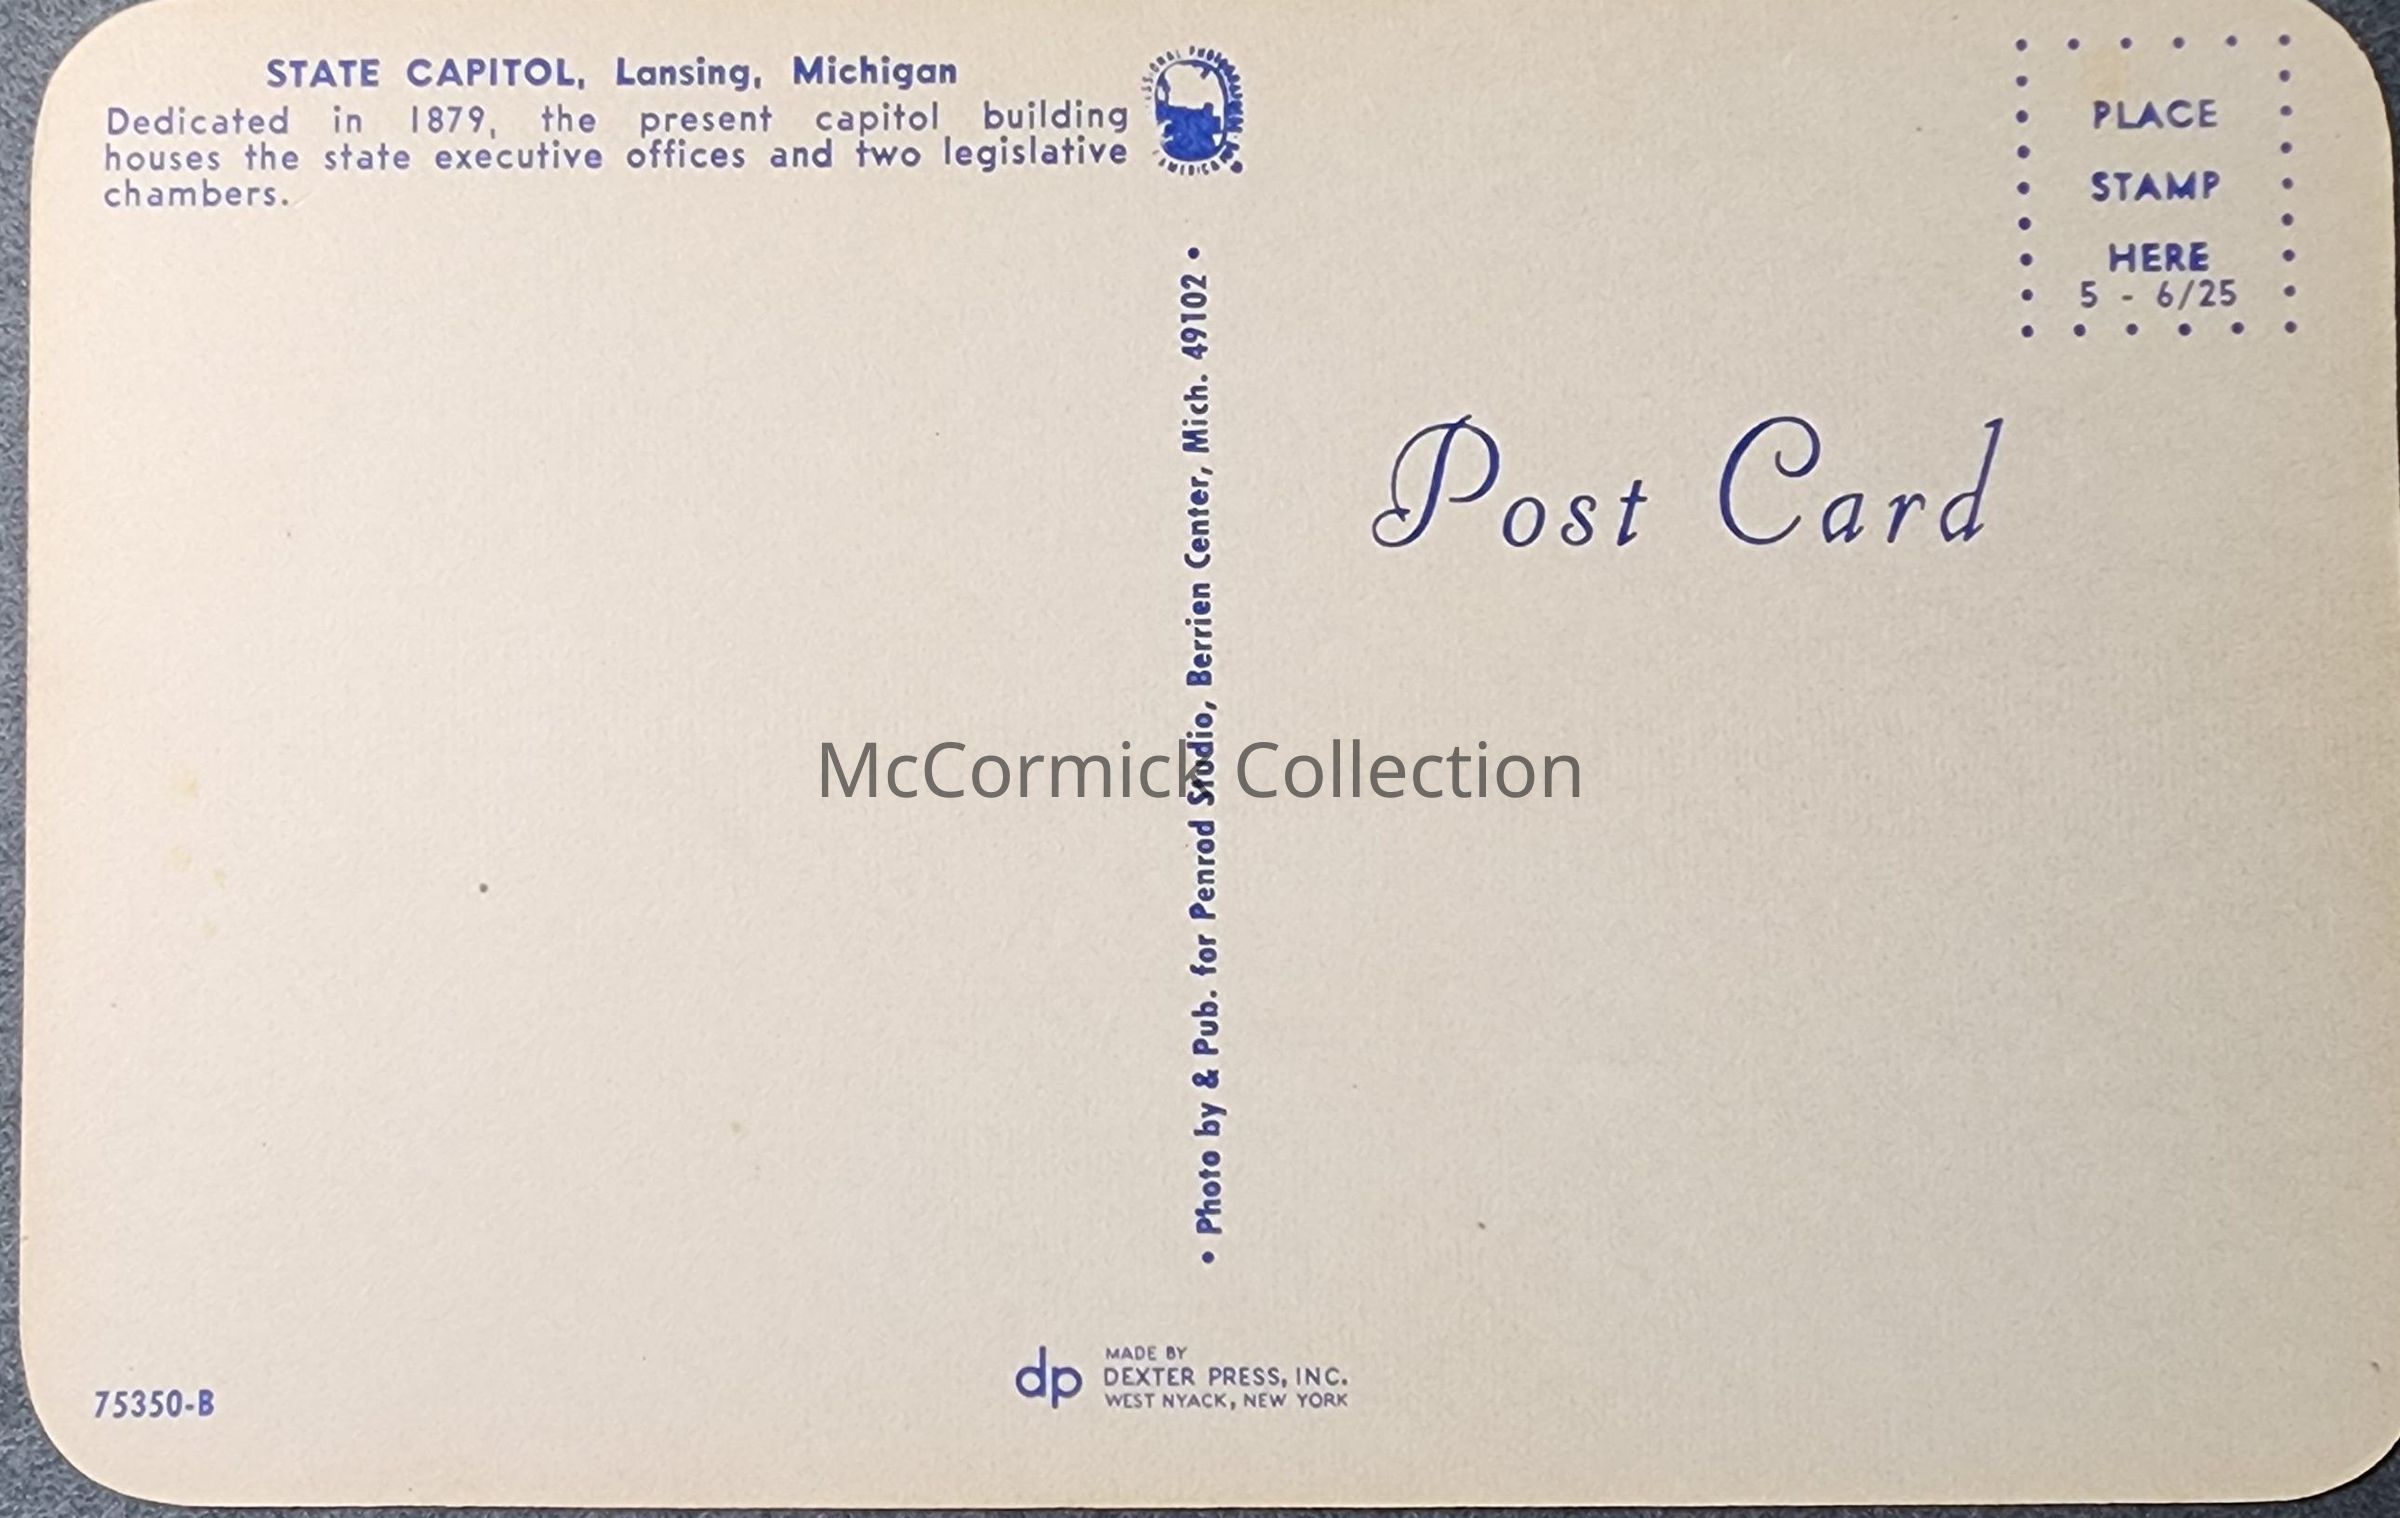 STATE CAPITOL, Lansing, Michigan
Dedicated in 1879, the present capitol building
houses the state executive offices and two legislative
chambers.
PLACE
STAMP
HERE
5 - 6/25
Post Card
• Photo by & Pub. for Penrod Studio, Berrien Center, Mich. 49102 •
McCormick Collection
75350-B
dp
MADE BY
DEXTER PRESS, INC.
WEST NYACK, NEW YORK